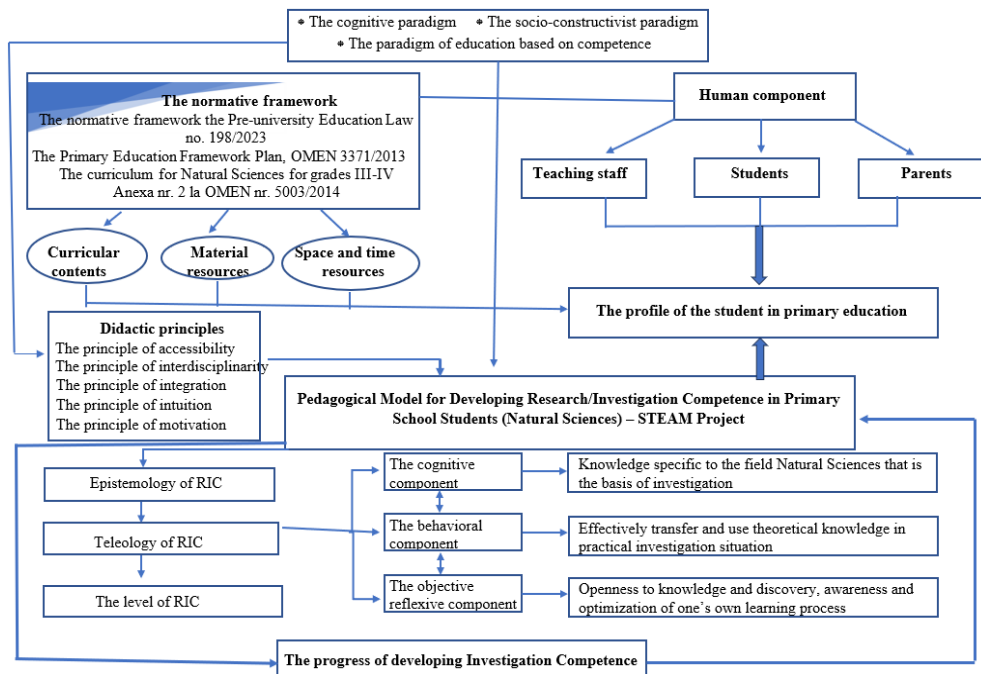 ⁕ The cognitive paradigm ⁕ The socio-constructivist paradigm
⁕ The paradigm of education based on competence
The normative framework
The normative framework the Pre-university Education Law
no. 198/2023
The Primary Education Framework Plan, OMEN 3371/2013
The curriculum for Natural Sciences for grades III-IV
Anexa nr. 2 la OMEN nr. 5003/2014
Human component
Teaching staff
Students
Parents
Curricular
contents
Material
resources
Space and time
resources
The profile of the student in primary education
Didactic principles
The principle of accessibility
The principle of interdisciplinarity
The principle of integration
The principle of intuition
The principle of motivation
Pedagogical Model for Developing Research/Investigation Competence in Primary
School Students (Natural Sciences) – STEAM Project
Epistemology of RIC
Teleology of RIC
The level of RIC
The cognitive
component
Knowledge specific to the field Natural Sciences that is
the basis of investigation
The behavioral
component
Effectively transfer and use theoretical knowledge in
practical investigation situation
The objective
reflexive component
Openness to knowledge and discovery, awareness and
optimization of one’s own learning process
The progress of developing Investigation Competence